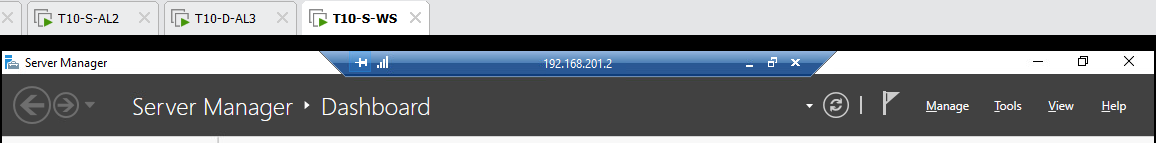 T10-S-AL2 T10-D-AL3 T10-S-WS
Server Manager 192.168.201.2
Server Manager Dashboard Manage Tools View Help